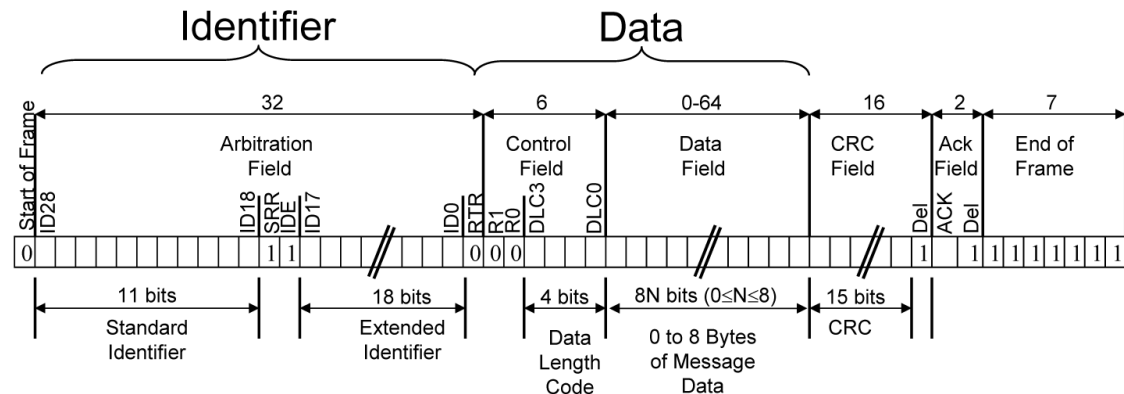 Identifier Data
32 6 0-64 16 2 7
Start of Frame
Arbitration
Field
Control
Field
Data
Field
CRC
Field
Ack
Field
End of
Frame
ID28
ID18
SRR
IDE
ID17
ID0
RTR
R1
R0
DLC3
DLC0
Del
ACK
Del
0 1 1 0 0 0 1 1 1 1 1 1 1 1 1
11 bits
Standard
Identifier
18 bits
Extended
Identifier
4 bits
Data
Length
Code
8N bits (0≤N≤8)
0 to 8 Bytes
of Message
Data
15 bits
CRC